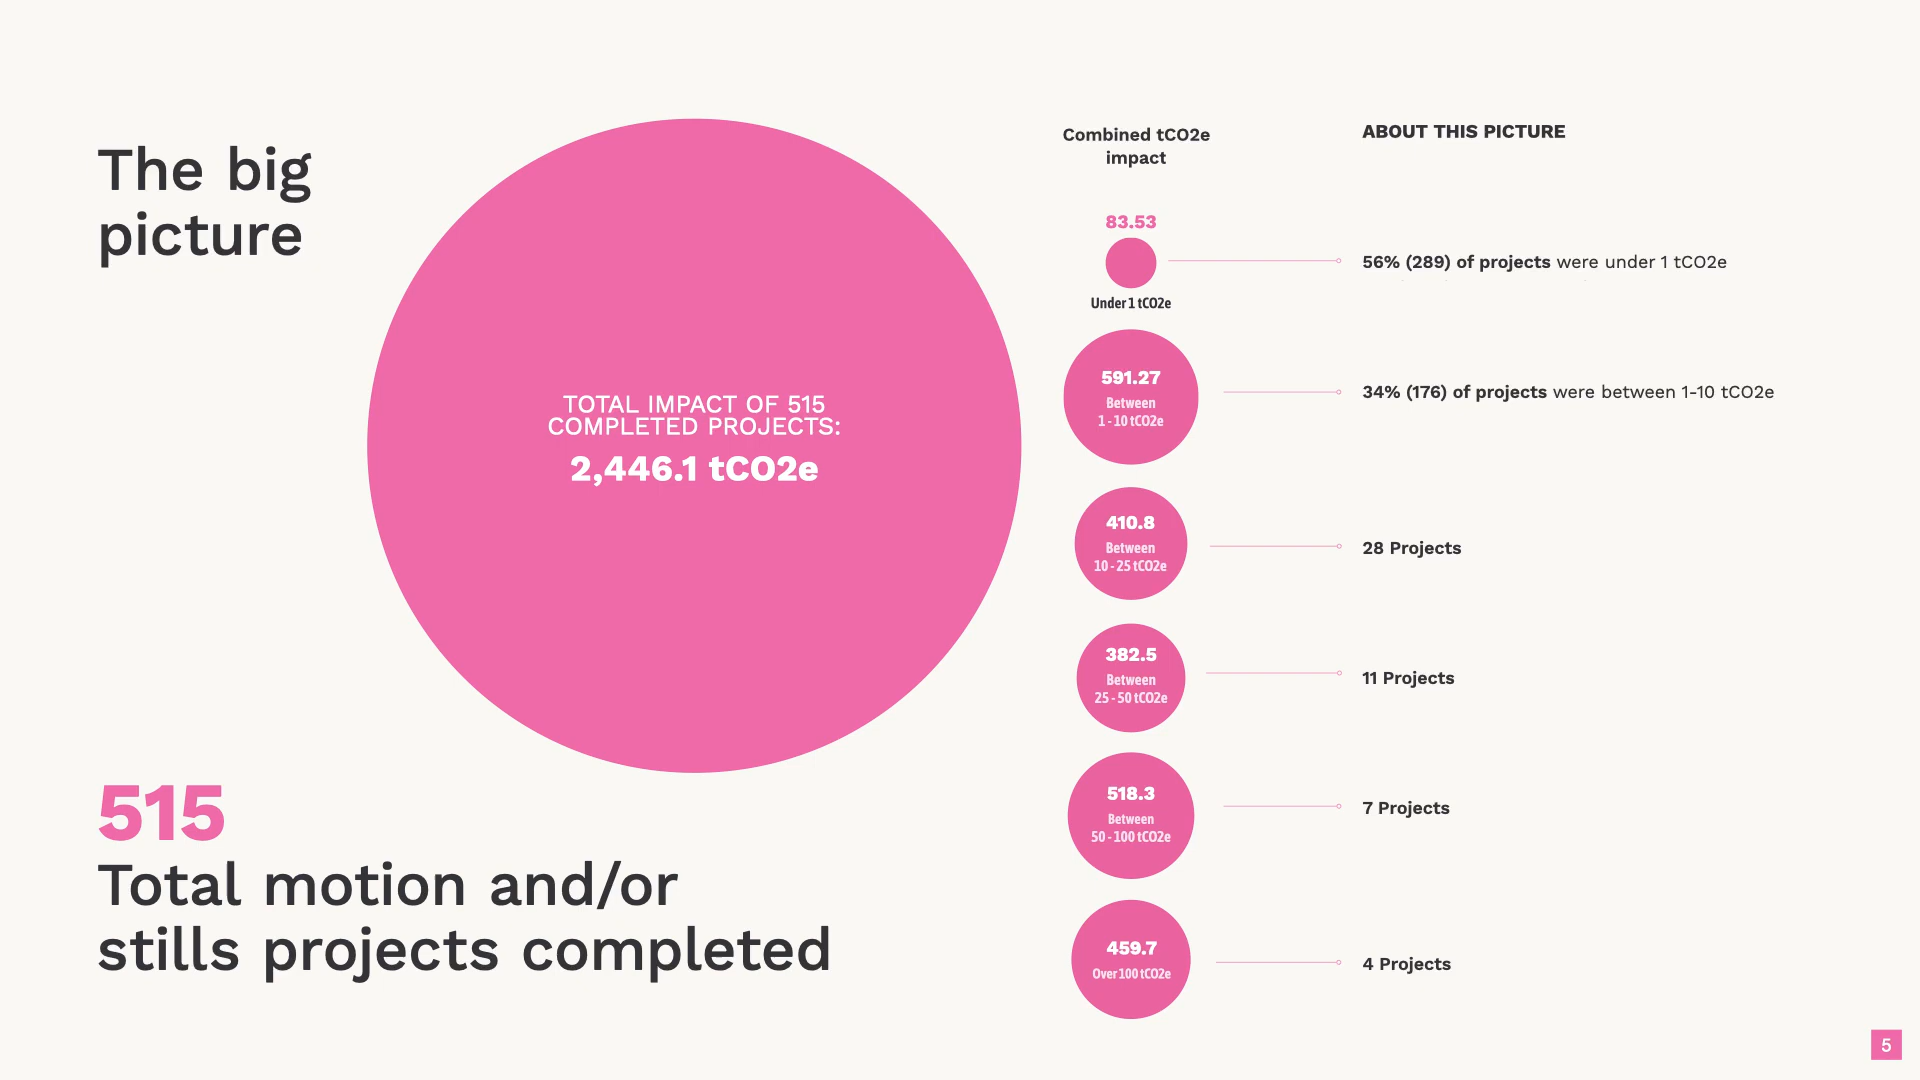 The big
picture
TOTAL IMPACT OF 515
COMPLETED PROJECTS:
2,446.1 tCO2e
515
Total motion and/or
stills projects completed
Combined tCO2e
impact
ABOUT THIS PICTURE
83.53
Under 1 tCO2e
56% (289) of projects were under 1 tCO2e
591.27
Between
1 - 10 tCO2e
34% (176) of projects were between 1-10 tCO2e
410.8
Between
10 - 25 tCO2e
28 Projects
382.5
Between
25 - 50 tCO2e
11 Projects
518.3
Between
50 - 100 tCO2e
7 Projects
459.7
Over 100 tCO2e
4 Projects
5